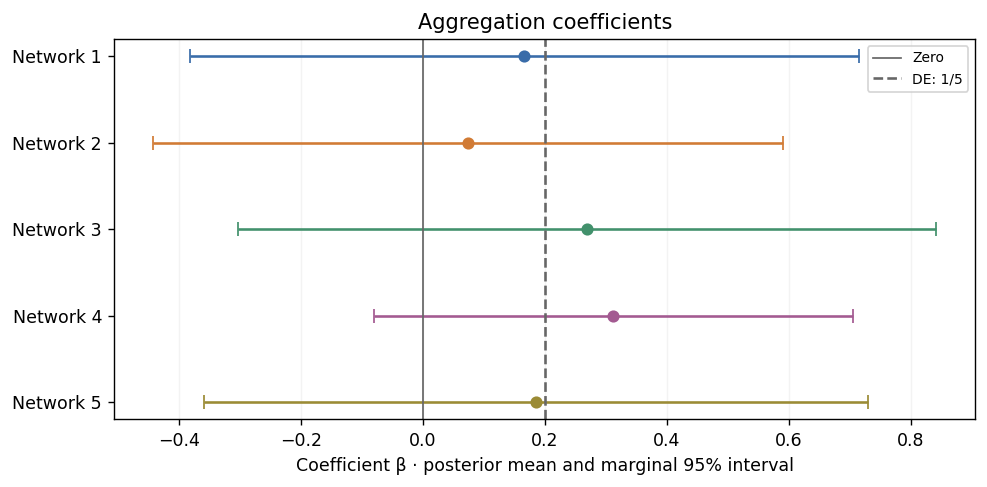 Aggregation coefficients
Network 1
Network 2
Network 3
Network 4
Network 5
Zero
DE: 1/5
−0.4 −0.2 0.0 0.2 0.4 0.6 0.8
Coefficient β · posterior mean and marginal 95% interval